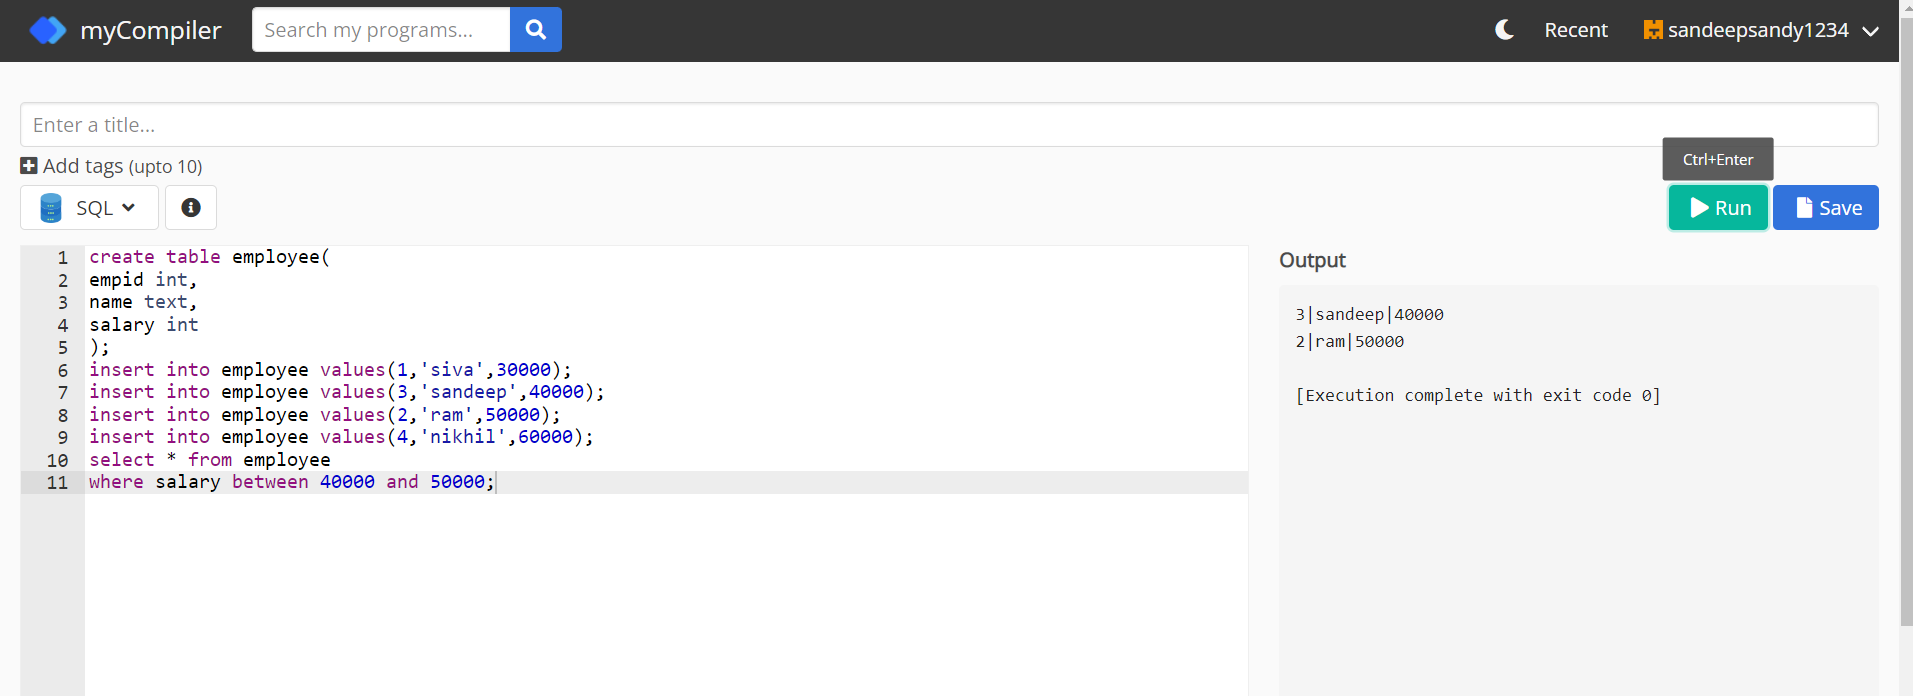 myCompiler
Search my programs...
Recent
sandeepsandy1234
Enter a title...
Add tags (upto 10)
Ctrl+Enter
SQL
Run
Save
1 create table employee(
2 empid int,
3 name text,
4 salary int
5 );
6 insert into employee values(1,'siva',30000);
7 insert into employee values(3,'sandeep',40000);
8 insert into employee values(2,'ram',50000);
9 insert into employee values(4,'nikhil',60000);
10 select * from employee
11 where salary between 40000 and 50000;
Output
3|sandeep|40000
2|ram|50000
[Execution complete with exit code 0]